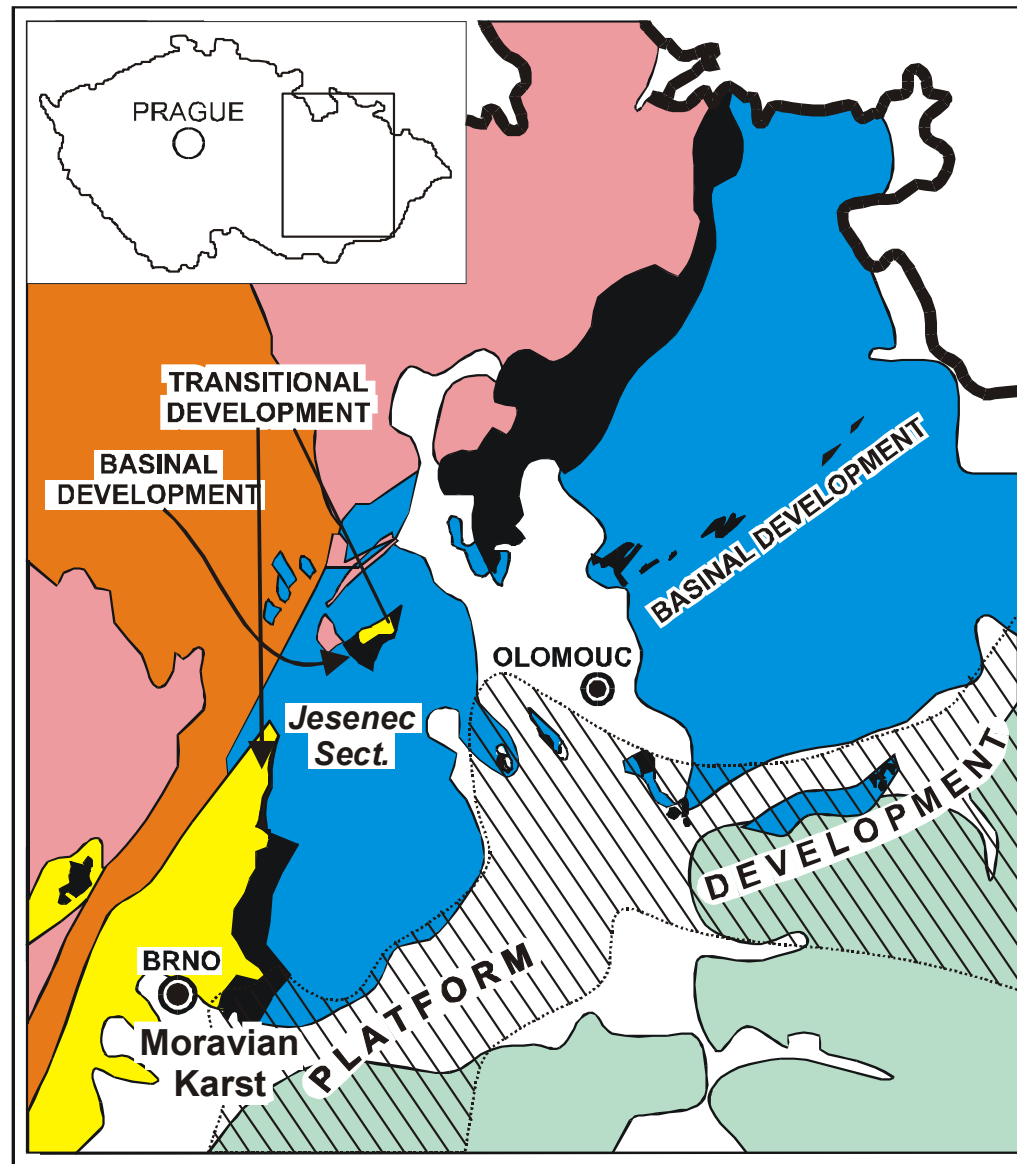 PRAGUE
TRANSITIONAL
DEVELOPMENT
BASINAL
DEVELOPMENT
BASINAL DEVELOPMENT
OLOMOUC
Jesenec
Sect.
PLATFORM DEVELOPMENT
BRNO
Moravian
Karst